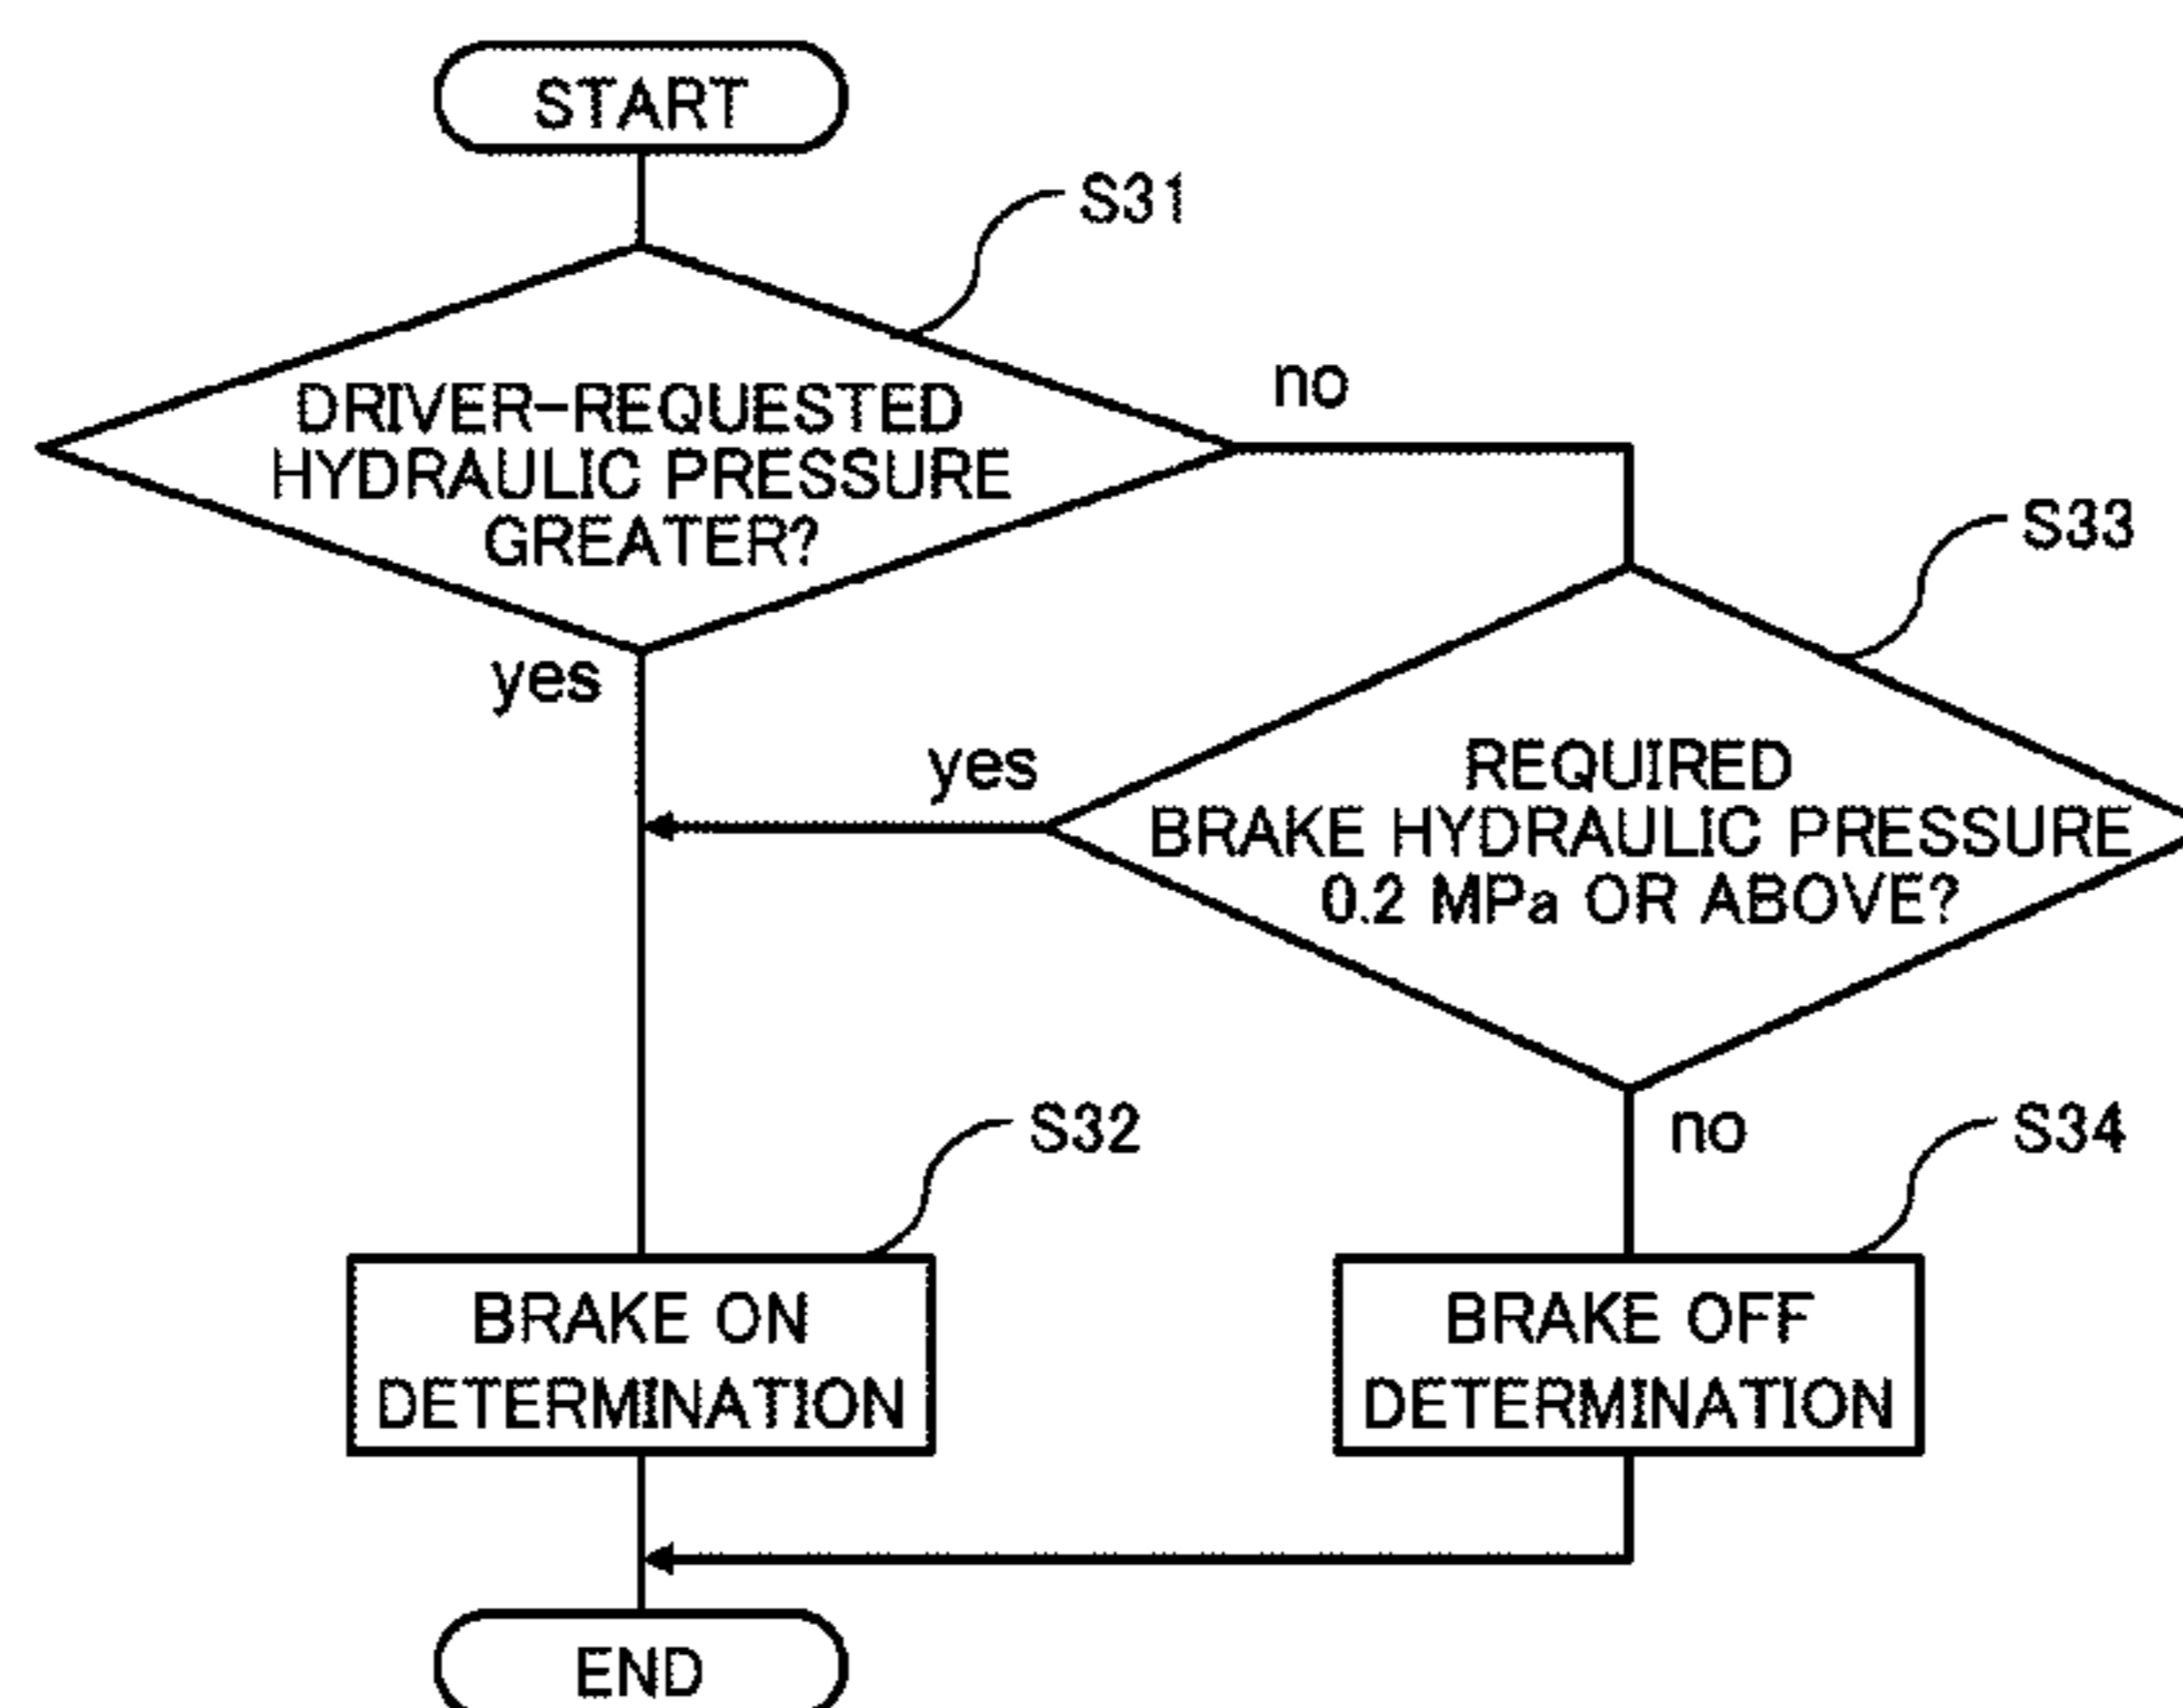 START
S31
DRIVER-REQUESTED
HYDRAULIC PRESSURE
GREATER?
no
yes
S33
REQUIRED
BRAKE HYDRAULIC PRESSURE
0.2 MPa OR ABOVE?
yes
no
S32
BRAKE ON
DETERMINATION
S34
BRAKE OFF
DETERMINATION
END